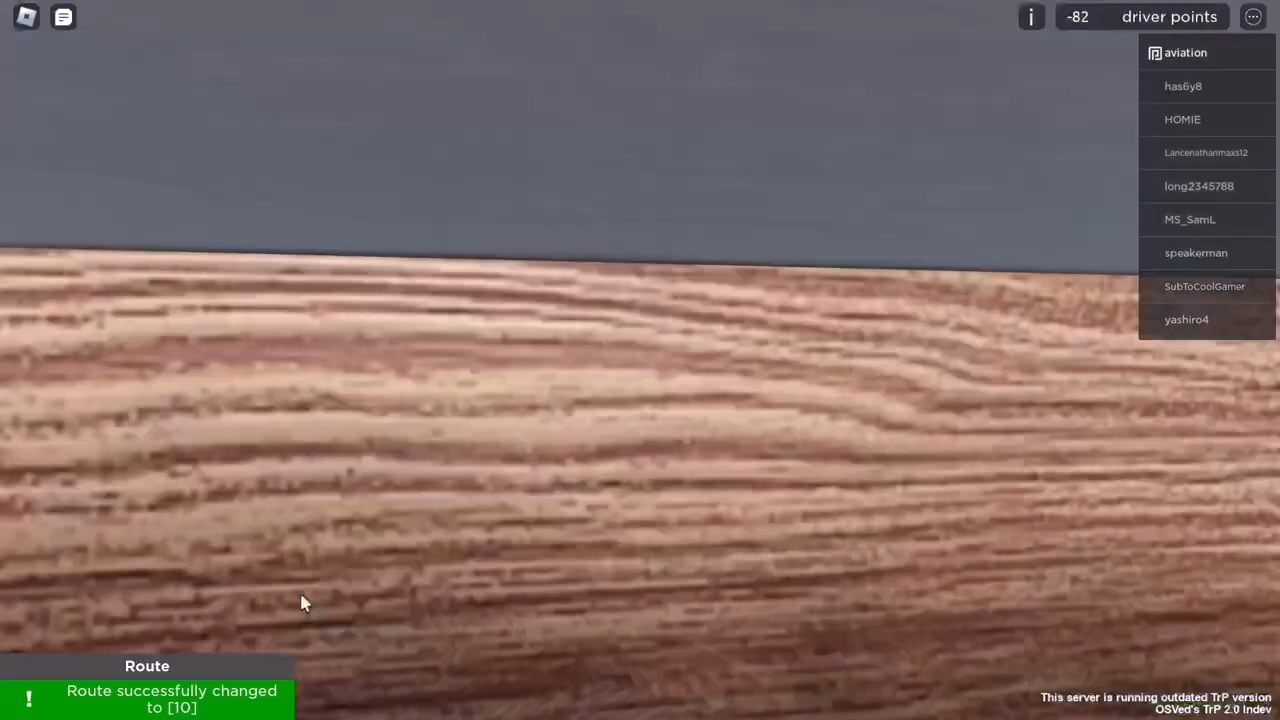 -82 driver points
aviation
has6y8
HOMIE
Lancenathanmaxs12
long2345788
MS_SamL
speakerman
SubToCoolGamer
yashiro4
Route
! Route successfully changed
to [10]
This server is running outdated TrP version
OSVed's TrP 2.0 Indev